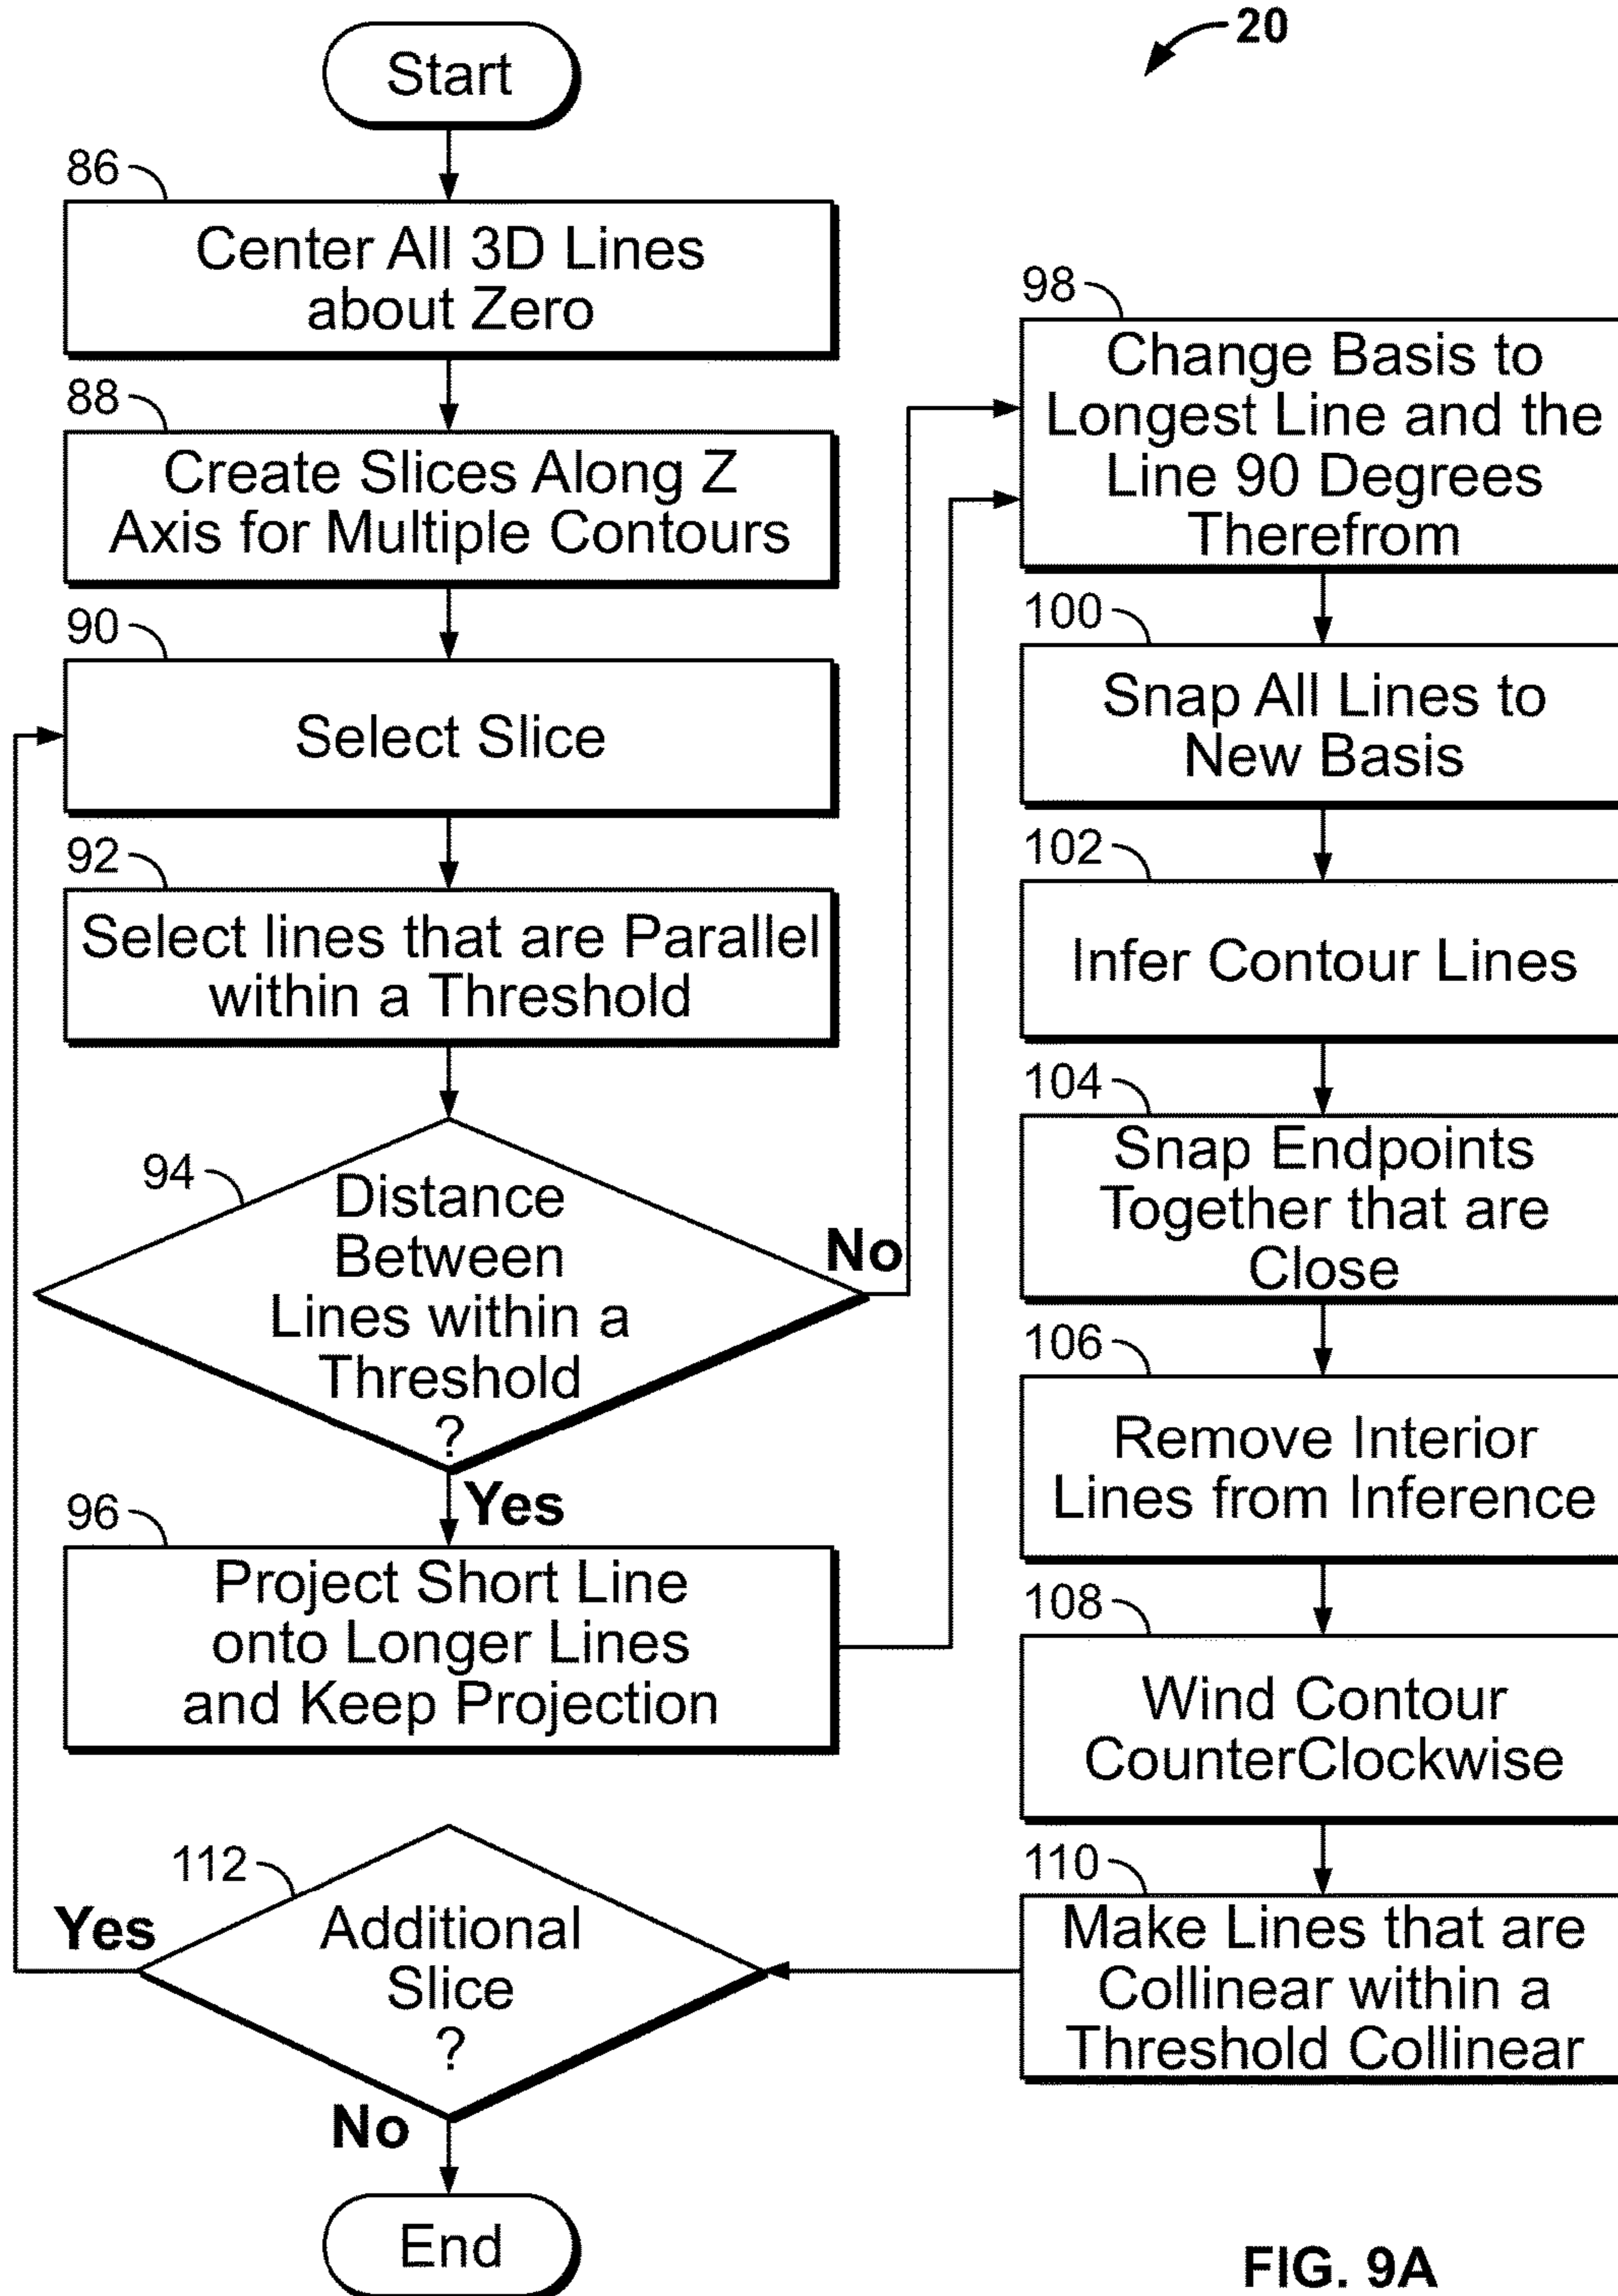 20
Start
86
Center All 3D Lines
about Zero
88
Create Slices Along Z
Axis for Multiple Contours
90
Select Slice
92
Select lines that are Parallel
within a Threshold
94
Distance
Between
Lines within a
Threshold
?
No
Yes
96
Project Short Line
onto Longer Lines
and Keep Projection
98
Change Basis to
Longest Line and the
Line 90 Degrees
Therefrom
100
Snap All Lines to
New Basis
102
Infer Contour Lines
104
Snap Endpoints
Together that are
Close
106
Remove Interior
Lines from Inference
108
Wind Contour
CounterClockwise
110
Make Lines that are
Collinear within a
Threshold Collinear
112
Additional
Slice
?
Yes
No
End
FIG. 9A